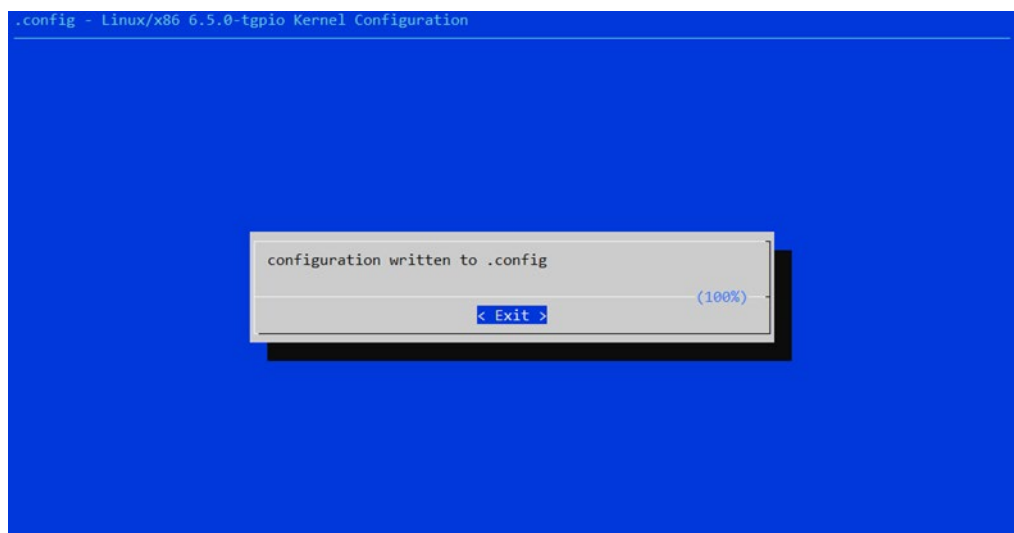 .config - Linux/x86 6.5.0-tgpio Kernel Configuration
configuration written to .config
(100%)
< Exit >